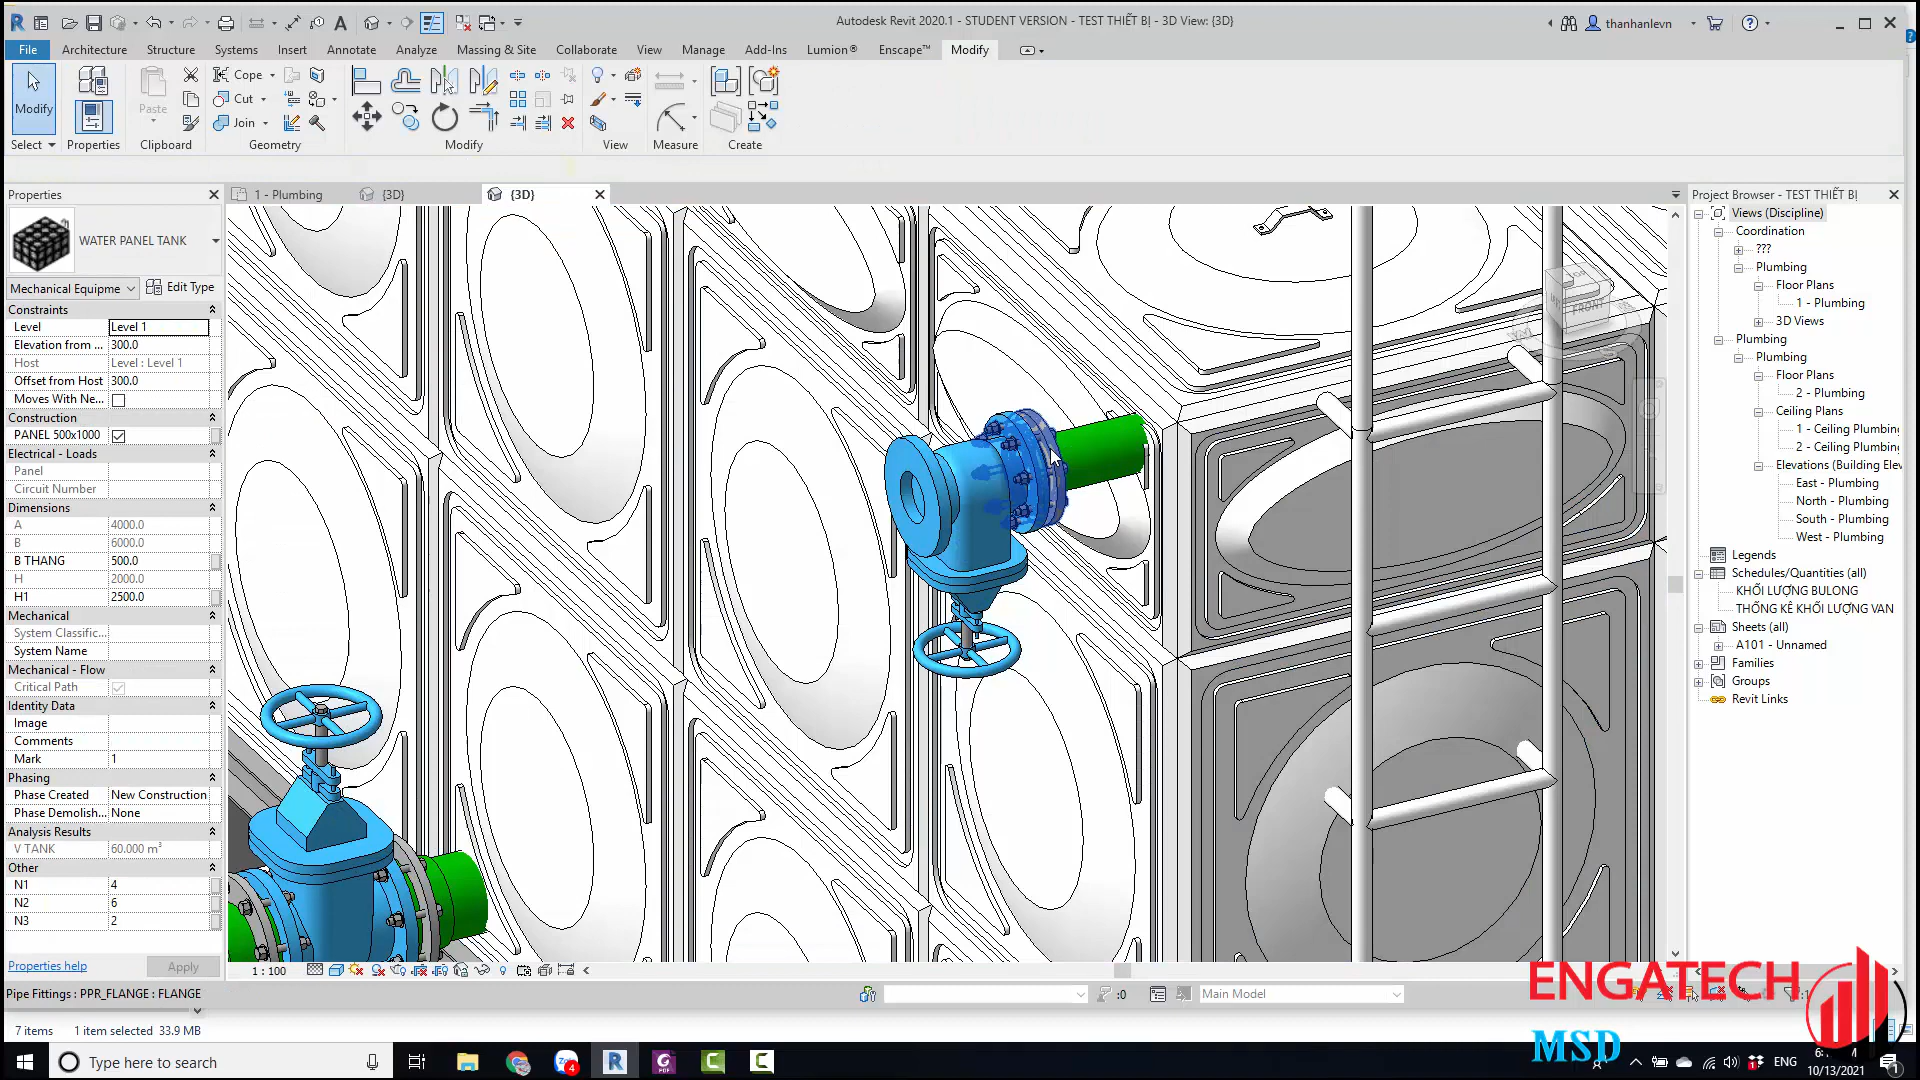 Autodesk Revit 2020.1 - STUDENT VERSION - TEST THIẾT BỊ - 3D View: {3D}
thanhanlevn
File
Architecture
Structure
Systems
Insert
Annotate
Analyze
Massing & Site
Collaborate
View
Manage
Add-Ins
Lumion®
Enscape™
Modify
Modify
Paste
Cope
Cut
Join
Select
Properties
Clipboard
Geometry
Modify
View
Measure
Create
Properties
1 - Plumbing
{3D}
{3D}
Project Browser - TEST THIẾT BỊ
WATER PANEL TANK
Mechanical Equipme
Edit Type
Constraints
Level Level 1
Elevation from ... 300.0
Host Level : Level 1
Offset from Host 300.0
Moves With Ne...
Construction
PANEL 500x1000
Electrical - Loads
Panel
Circuit Number
Dimensions
A 4000.0
B 6000.0
B THANG 500.0
H 2000.0
H1 2500.0
Mechanical
System Classific...
System Name
Mechanical - Flow
Critical Path
Identity Data
Image
Comments
Mark 1
Phasing
Phase Created New Construction
Phase Demolish... None
Analysis Results
V TANK 60.000 m³
Other
N1 4
N2 6
N3 2
Properties help
Apply
FRONT
Views (Discipline)
Coordination
???
Plumbing
Floor Plans
1 - Plumbing
3D Views
Plumbing
Plumbing
Floor Plans
2 - Plumbing
Ceiling Plans
1 - Ceiling Plumbing
2 - Ceiling Plumbing
Elevations (Building Elev
East - Plumbing
North - Plumbing
South - Plumbing
West - Plumbing
Legends
Schedules/Quantities (all)
KHỐI LƯỢNG BULONG
THỐNG KÊ KHỐI LƯỢNG VAN
Sheets (all)
A101 - Unnamed
Families
Groups
Revit Links
1 : 100
Pipe Fittings : PPR_FLANGE : FLANGE
:0
Main Model
ENGATECH
MSD
7 items 1 item selected 33.9 MB
Type here to search
4
ENG
10/13/2021
1